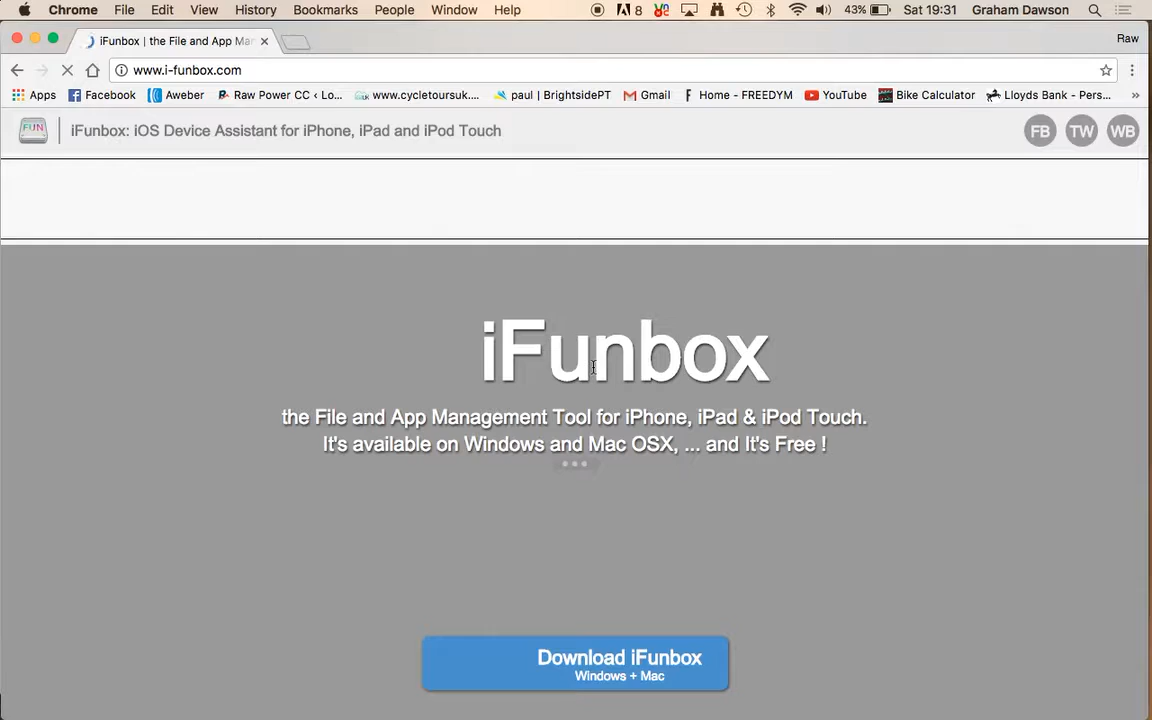 Chrome File Edit View History Bookmarks People Window Help 8 43% Sat 19:31 Graham Dawson
iFunbox | the File and App Mar Raw
www.i-funbox.com
Apps Facebook Aweber Raw Power CC ‹ Lo... www.cycletoursuk.... paul | BrightsidePT Gmail Home - FREEDYM YouTube Bike Calculator Lloyds Bank - Pers... »
FUN iFunbox: iOS Device Assistant for iPhone, iPad and iPod Touch FB TW WB
iFunbox
the File and App Management Tool for iPhone, iPad & iPod Touch.
It's available on Windows and Mac OSX, ... and It's Free !
Download iFunbox
Windows + Mac